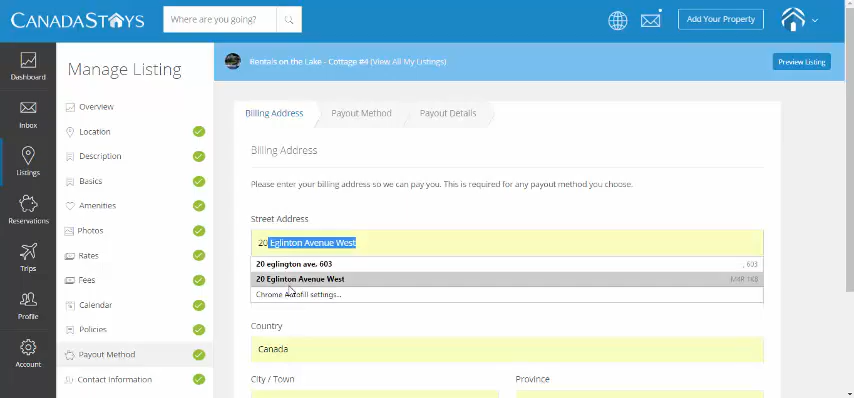 CANADASTAYS
Where are you going?
Add Your Property
Dashboard
Inbox
Listings
Reservations
Trips
Profile
Account
Manage Listing
Overview
Location
Description
Basics
Amenities
Photos
Rates
Fees
Calendar
Policies
Payout Method
Contact Information
Rentals on the Lake - Cottage #4 (View All My Listings)
Preview Listing
Billing Address
Payout Method
Payout Details
Billing Address
Please enter your billing address so we can pay you. This is required for any payout method you choose.
Street Address
20 Eglinton Avenue West
20 eglington ave, 603 , 603
20 Eglinton Avenue West M4R 1K8
Chrome Autofill settings...
Country
Canada
City / Town
Province